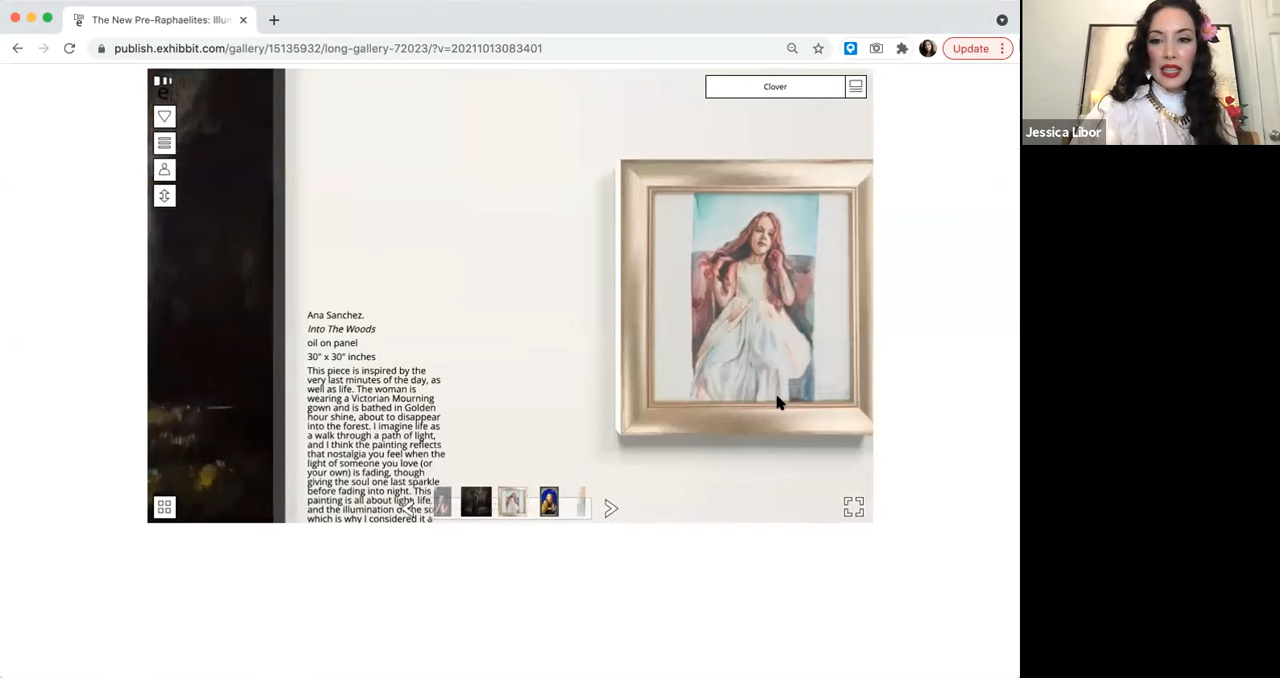 The New Pre-Raphaelites: Illu
publish.exhibbit.com/gallery/15135932/long-gallery-72023/?v=20211013083401
Update
Clover
Jessica Libor
Ana Sanchez.
Into The Woods
oil on panel
30" x 30" inches
This piece is inspired by the
very last minutes of the day, as
well as life. The woman is
wearing a Victorian Mourning
gown and is bathed in Golden
hour shine, about to disappear
into the forest. I imagine life as
a walk through a path of light,
and I think the painting reflects
that nostalgia you feel when the
light of someone you love (or
your own) is fading, though
giving the soul one last sparkle
before fading into night. This
painting is all about light, life,
and the illumination of the so
which is why I considered it a